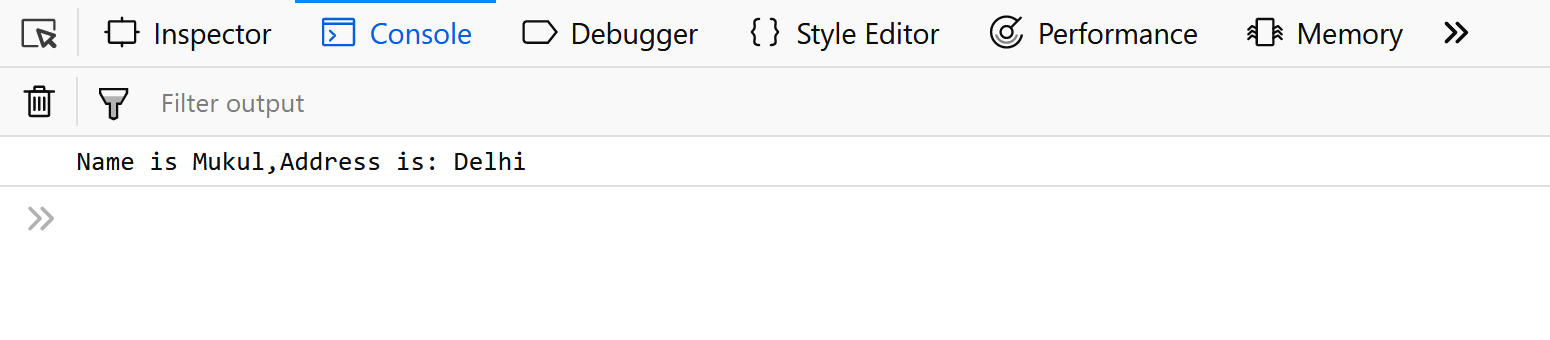 Inspector Console Debugger Style Editor Performance Memory
Filter output
Name is Mukul,Address is: Delhi